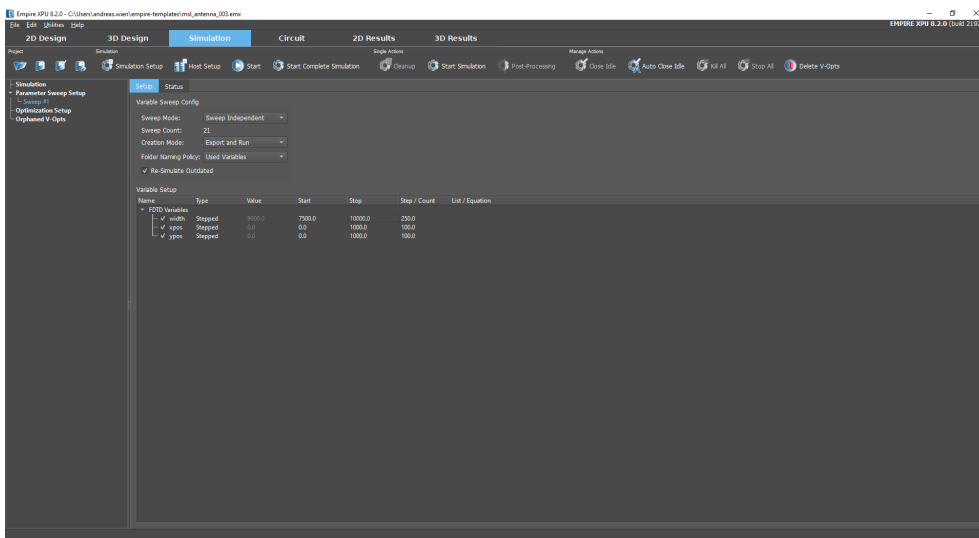 Empire XPU 8.2.0 - C:\Users\andreas.wien\empire-templates\msl_antenna_003.emx
File Edit Utilities Help
EMPIRE XPU 8.2.0 (build 2192
2D Design 3D Design Simulation Circuit 2D Results 3D Results
Project Simulation Single Actions Manage Actions
Simulation Setup Host Setup Start Start Complete Simulation Cleanup Start Simulation Post-Processing Close Idle Auto Close Idle Kill All Stop All Delete V-Opts
Simulation
Parameter Sweep Setup
Sweep #1
Optimization Setup
Orphaned V-Opts
Setup Status
Variable Sweep Config
Sweep Mode: Sweep Independent
Sweep Count: 21
Creation Mode: Export and Run
Folder Naming Policy: Used Variables
Re-Simulate Outdated
Variable Setup
Name Type Value Start Stop Step / Count List / Equation
FDTD Variables
width Stepped 9000.0 7500.0 10000.0 250.0
xpos Stepped 0.0 0.0 1000.0 100.0
ypos Stepped 0.0 0.0 1000.0 100.0